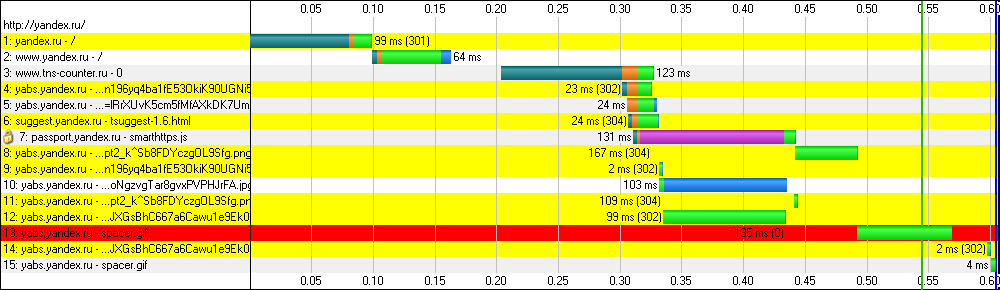 0.05 0.10 0.15 0.20 0.25 0.30 0.35 0.40 0.45 0.50 0.55 0.60
http://yandex.ru/
1: yandex.ru - / 99 ms (301)
2: www.yandex.ru - / 64 ms
3: www.tns-counter.ru - 0 123 ms
4: yabs.yandex.ru - ...n196yq4ba1fE53OkiK90UGNi5 23 ms (302)
5: yabs.yandex.ru - ...=lRrXUvK5cm5fMfAXkDK7Um 24 ms
6: suggest.yandex.ru - tsuggest-1.6.html 24 ms (304)
7: passport.yandex.ru - smarthttps.js 131 ms
8: yabs.yandex.ru - ...pt2_k^Sb8FDYczgOL9Sfg.png 167 ms (304)
9: yabs.yandex.ru - ...n196yq4ba1fE53OkiK90UGNi5 2 ms (302)
10: yabs.yandex.ru - ...oNgzvgTar8gvxPVPHJrFA.jpg 103 ms
11: yabs.yandex.ru - ...pt2_k^Sb8FDYczgOL9Sfg.pn 109 ms (304)
12: yabs.yandex.ru - ...JXGsBhC667a6Cawu1e9Ek0 99 ms (302)
13: yabs.yandex.ru - spacer.gif 135 ms (0)
14: yabs.yandex.ru - ...JXGsBhC667a6Cawu1e9Ek0 2 ms (302)
15: yabs.yandex.ru - spacer.gif 4 ms
0.05 0.10 0.15 0.20 0.25 0.30 0.35 0.40 0.45 0.50 0.55 0.60